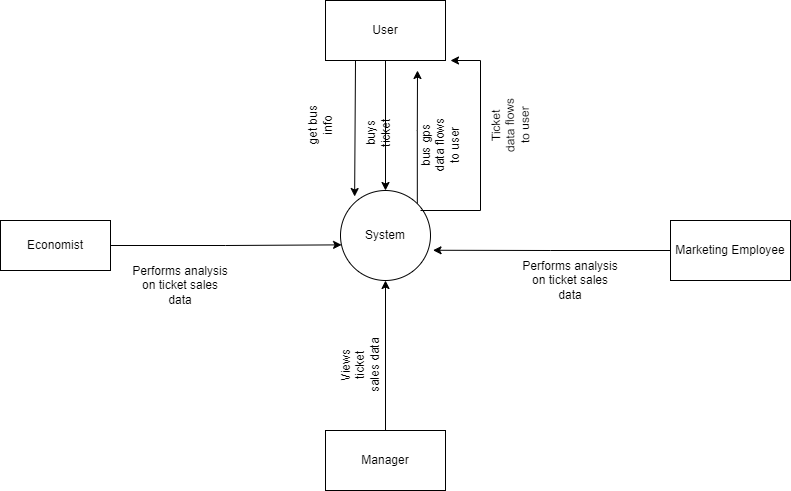 User
get bus
info
buys
ticket
bus gps
data flows
to user
Ticket
data flows
to user
System
Economist
Marketing Employee
Performs analysis
on ticket sales
data
Performs analysis
on ticket sales
data
Views
ticket
sales data
Manager